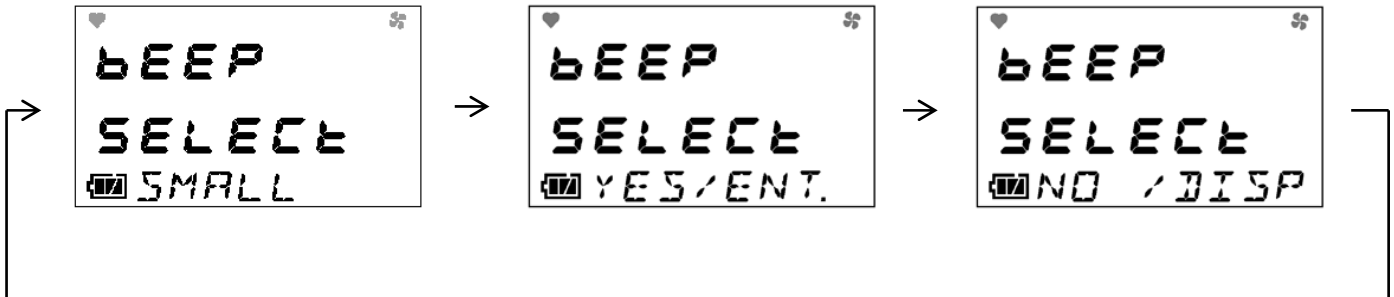 bEEP
SELECt
SMALL
bEEP
SELECt
YES/ENT.
bEEP
SELECt
NO /DISP